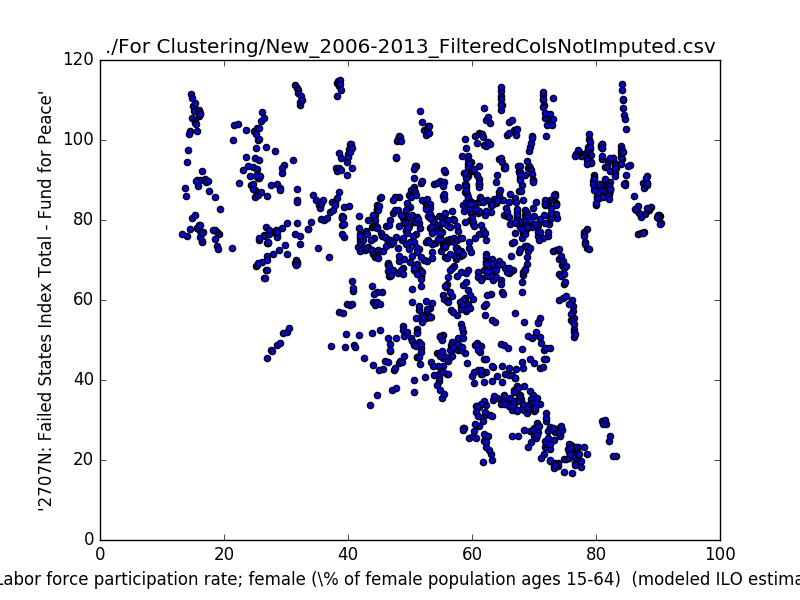 ./For Clustering/New_2006-2013_FilteredColsNotImputed.csv
120
100
80
60
40
20
0
'2707N: Failed States Index Total - Fund for Peace'
0 20 40 60 80 100
Labor force participation rate; female (\% of female population ages 15-64) (modeled ILO estima